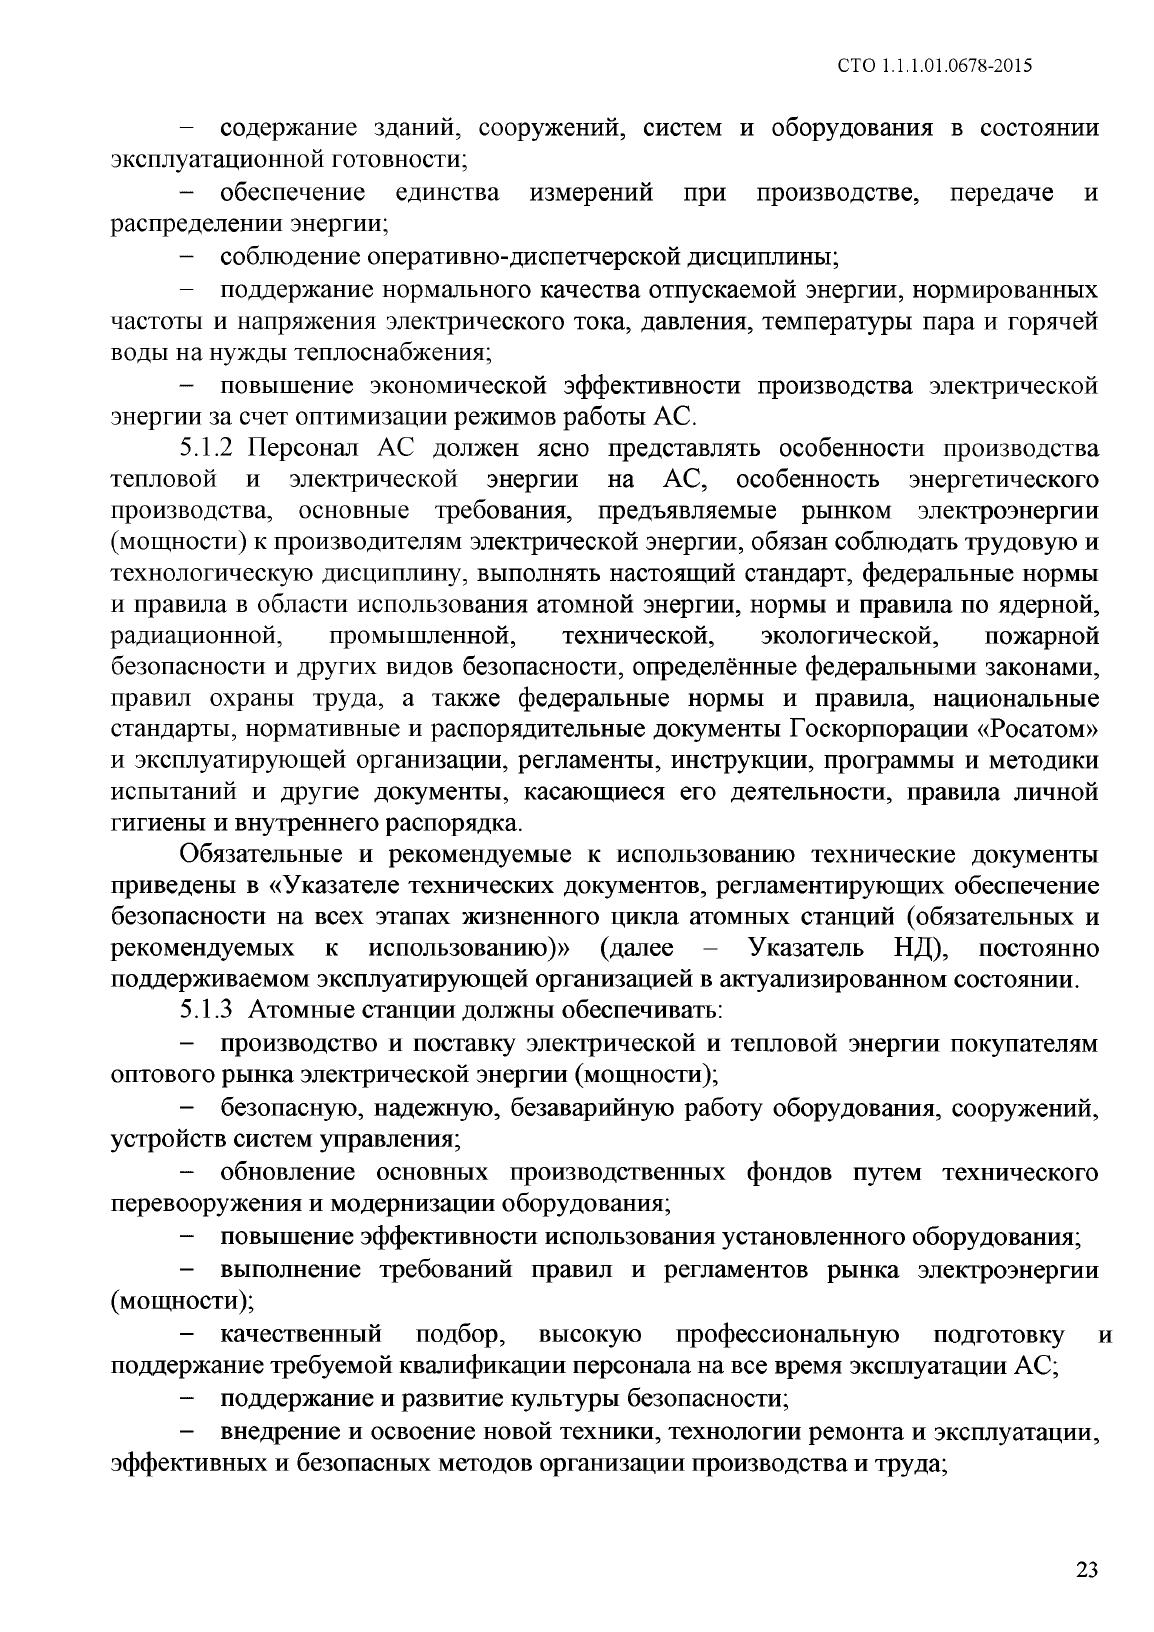 СТО 1.1.1.01.0678-2015
– содержание зданий, сооружений, систем и оборудования в состоянии
эксплуатационной готовности;
– обеспечение единства измерений при производстве, передаче и
распределении энергии;
– соблюдение оперативно-диспетчерской дисциплины;
– поддержание нормального качества отпускаемой энергии, нормированных
частоты и напряжения электрического тока, давления, температуры пара и горячей
воды на нужды теплоснабжения;
– повышение экономической эффективности производства электрической
энергии за счет оптимизации режимов работы АС.
5.1.2 Персонал АС должен ясно представлять особенности производства
тепловой и электрической энергии на АС, особенность энергетического
производства, основные требования, предъявляемые рынком электроэнергии
(мощности) к производителям электрической энергии, обязан соблюдать трудовую и
технологическую дисциплину, выполнять настоящий стандарт, федеральные нормы
и правила в области использования атомной энергии, нормы и правила по ядерной,
радиационной, промышленной, технической, экологической, пожарной
безопасности и других видов безопасности, определённые федеральными законами,
правил охраны труда, а также федеральные нормы и правила, национальные
стандарты, нормативные и распорядительные документы Госкорпорации «Росатом»
и эксплуатирующей организации, регламенты, инструкции, программы и методики
испытаний и другие документы, касающиеся его деятельности, правила личной
гигиены и внутреннего распорядка.
Обязательные и рекомендуемые к использованию технические документы
приведены в «Указателе технических документов, регламентирующих обеспечение
безопасности на всех этапах жизненного цикла атомных станций (обязательных и
рекомендуемых к использованию)» (далее – Указатель НД), постоянно
поддерживаемом эксплуатирующей организацией в актуализированном состоянии.
5.1.3 Атомные станции должны обеспечивать:
– производство и поставку электрической и тепловой энергии покупателям
оптового рынка электрической энергии (мощности);
– безопасную, надежную, безаварийную работу оборудования, сооружений,
устройств систем управления;
– обновление основных производственных фондов путем технического
перевооружения и модернизации оборудования;
– повышение эффективности использования установленного оборудования;
– выполнение требований правил и регламентов рынка электроэнергии
(мощности);
– качественный подбор, высокую профессиональную подготовку и
поддержание требуемой квалификации персонала на все время эксплуатации АС;
– поддержание и развитие культуры безопасности;
– внедрение и освоение новой техники, технологии ремонта и эксплуатации,
эффективных и безопасных методов организации производства и труда;
23